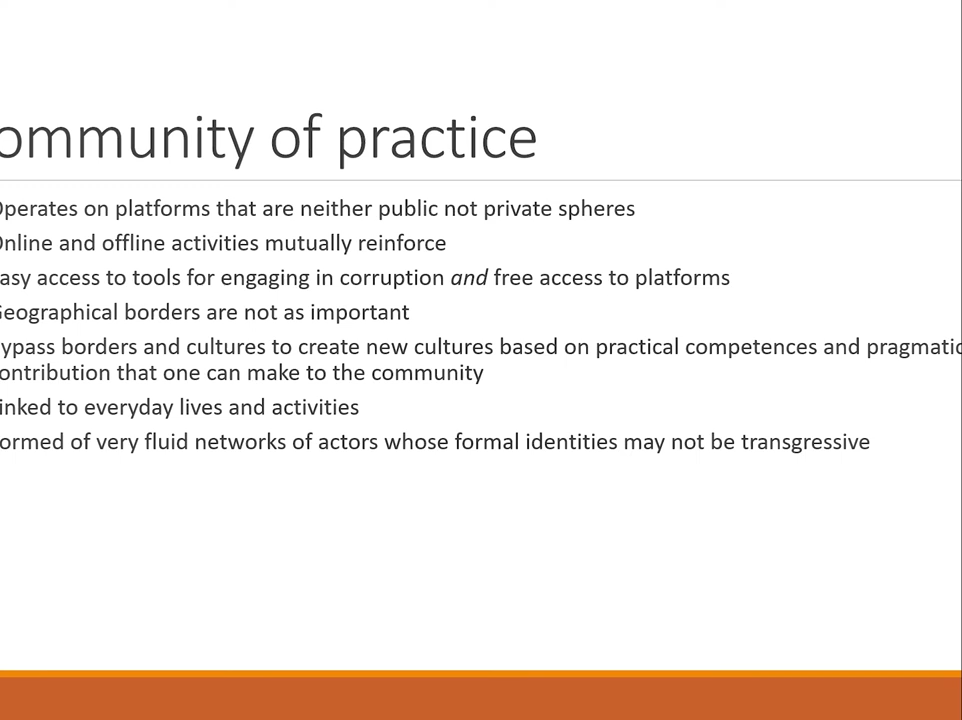 ommunity of practice
Operates on platforms that are neither public not private spheres
Online and offline activities mutually reinforce
asy access to tools for engaging in corruption and free access to platforms
Geographical borders are not as important
ypass borders and cultures to create new cultures based on practical competences and pragmatic
ontribution that one can make to the community
inked to everyday lives and activities
ormed of very fluid networks of actors whose formal identities may not be transgressive